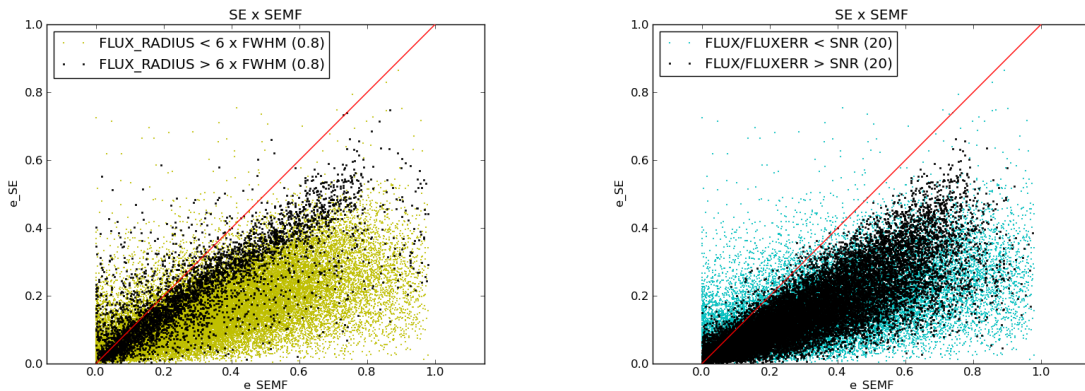 SE x SEMF
FLUX_RADIUS < 6 x FWHM (0.8)
FLUX_RADIUS > 6 x FWHM (0.8)
1.0
0.8
0.6
0.4
0.2
0.0
e_SE
0.0 0.2 0.4 0.6 0.8 1.0
e_SEMF
SE x SEMF
FLUX/FLUXERR < SNR (20)
FLUX/FLUXERR > SNR (20)
1.0
0.8
0.6
0.4
0.2
0.0
e_SE
0.0 0.2 0.4 0.6 0.8 1.0
e_SEMF